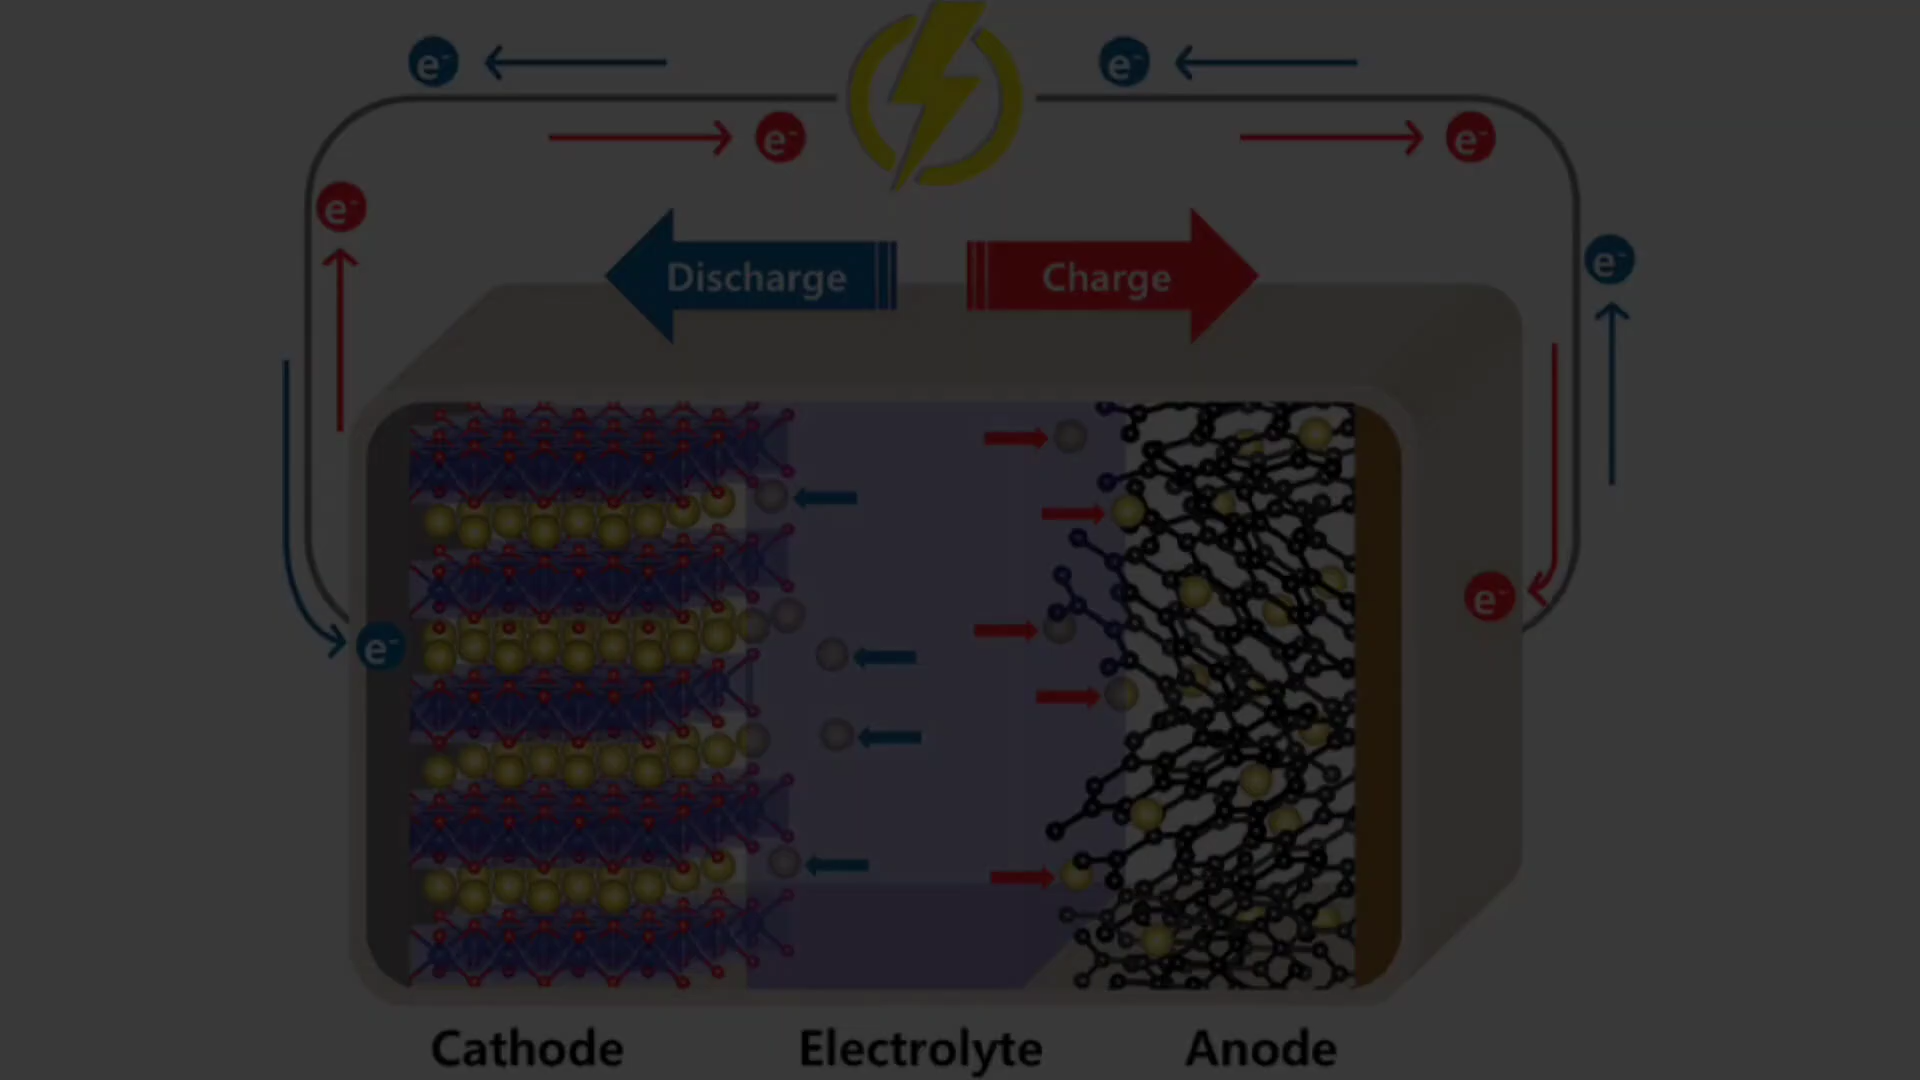 e⁻
e⁻
e⁻
e⁻
e⁻
e⁻
Discharge
Charge
e⁻
e⁻
Cathode
Electrolyte
Anode